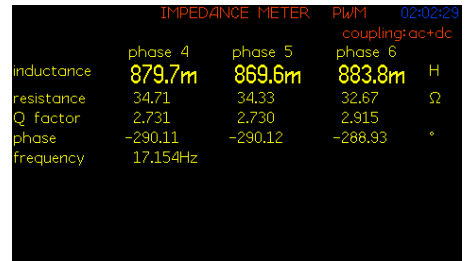 IMPEDANCE METER PWM 02:02:29
coupling:ac+dc
phase 4 phase 5 phase 6
inductance 879.7m 869.6m 883.8m H
resistance 34.71 34.33 32.67 Ω
Q factor 2.731 2.730 2.915
phase -290.11 -290.12 -288.93 °
frequency 17.154Hz